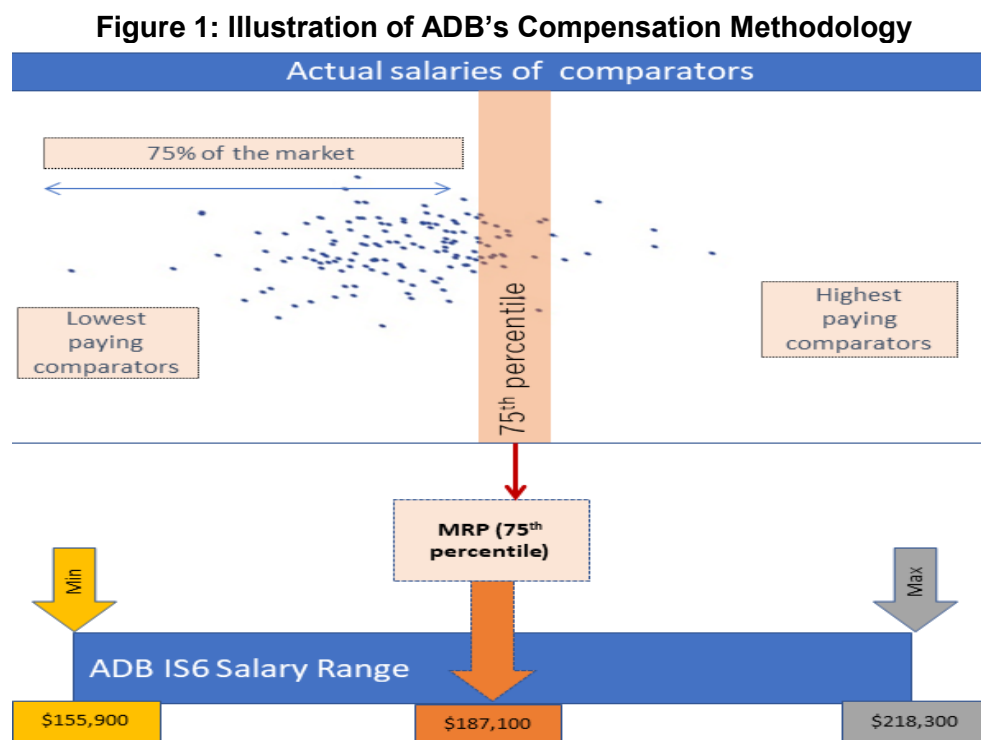 Figure 1: Illustration of ADB's Compensation Methodology
Actual salaries of comparators
75% of the market
Lowest
paying
comparators
75th percentile
Highest
paying
comparators
MRP (75th
percentile)
Min
Max
ADB IS6 Salary Range
$155,900
$187,100
$218,300